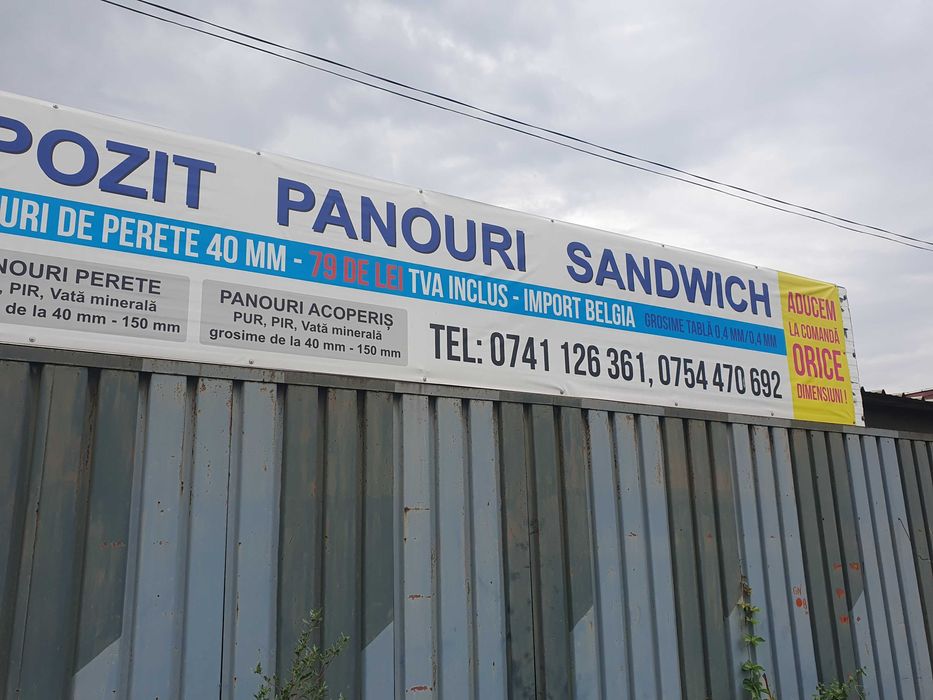 POZIT PANOURI SANDWICH
URI DE PERETE 40 MM - 79 DE LEI TVA INCLUS - IMPORT BELGIA GROSIME TABLĂ 0,4 MM/0,4 MM
NOURI PERETE
, PIR, Vată minerală
de la 40 mm - 150 mm
PANOURI ACOPERIȘ
PUR, PIR, Vată minerală
grosime de la 40 mm - 150 mm
TEL: 0741 126 361, 0754 470 692
ADUCEM
LA COMANDĂ
ORICE
DIMENSIUNI !